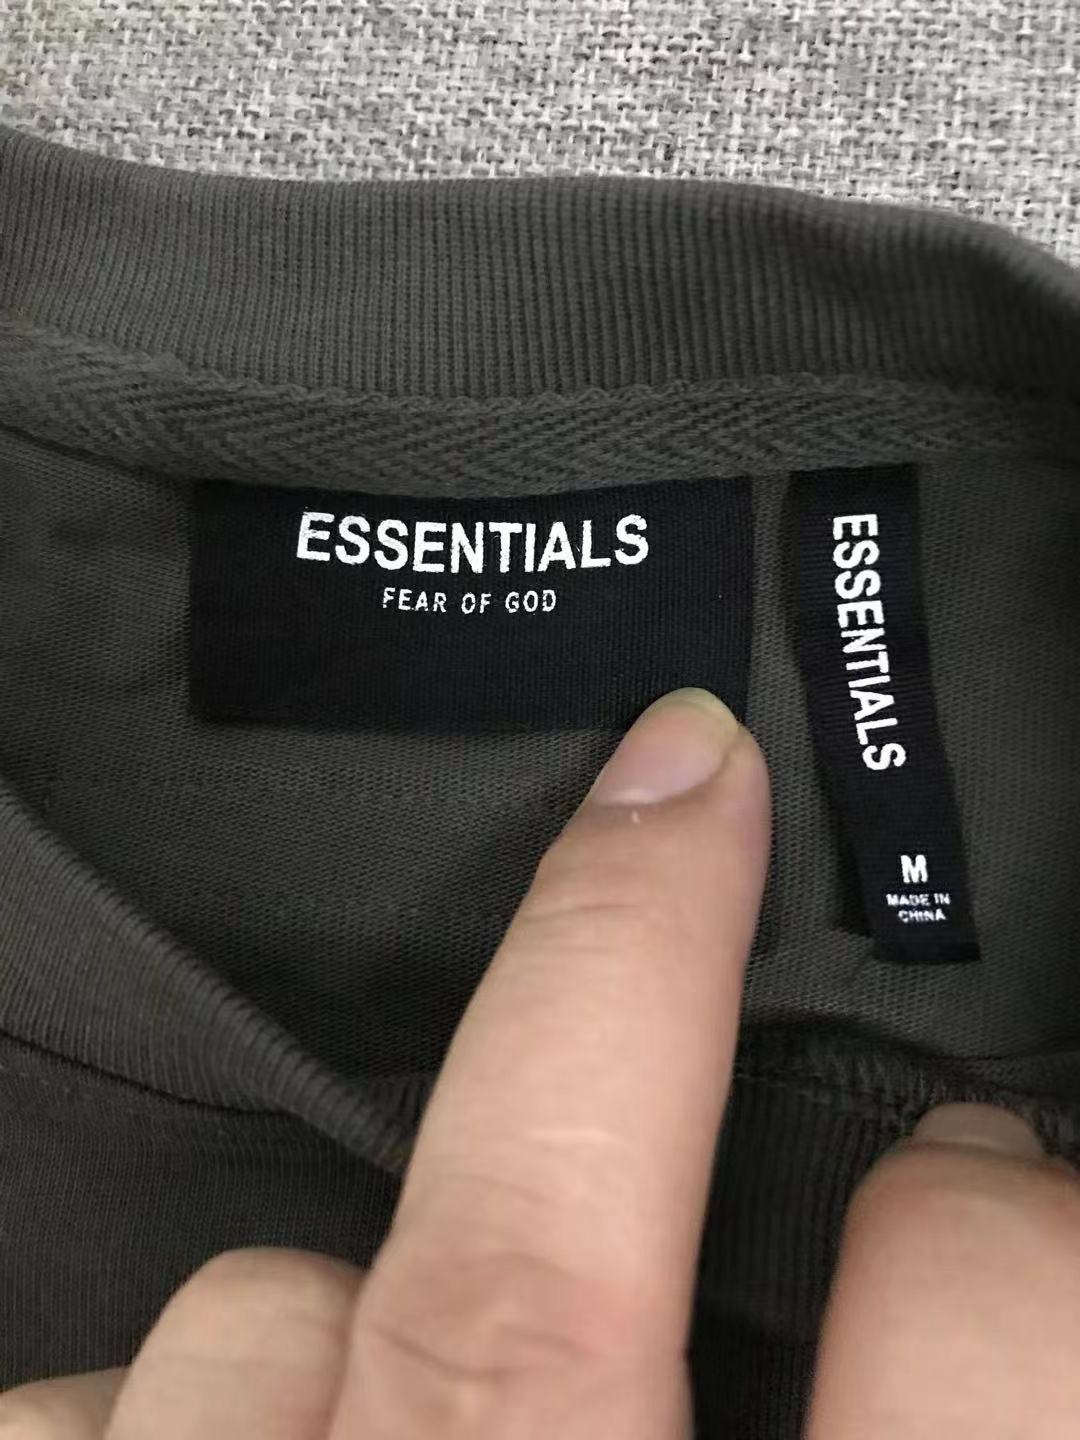 ESSENTIALS
FEAR OF GOD
ESSENTIALS
M
MADE IN
CHINA